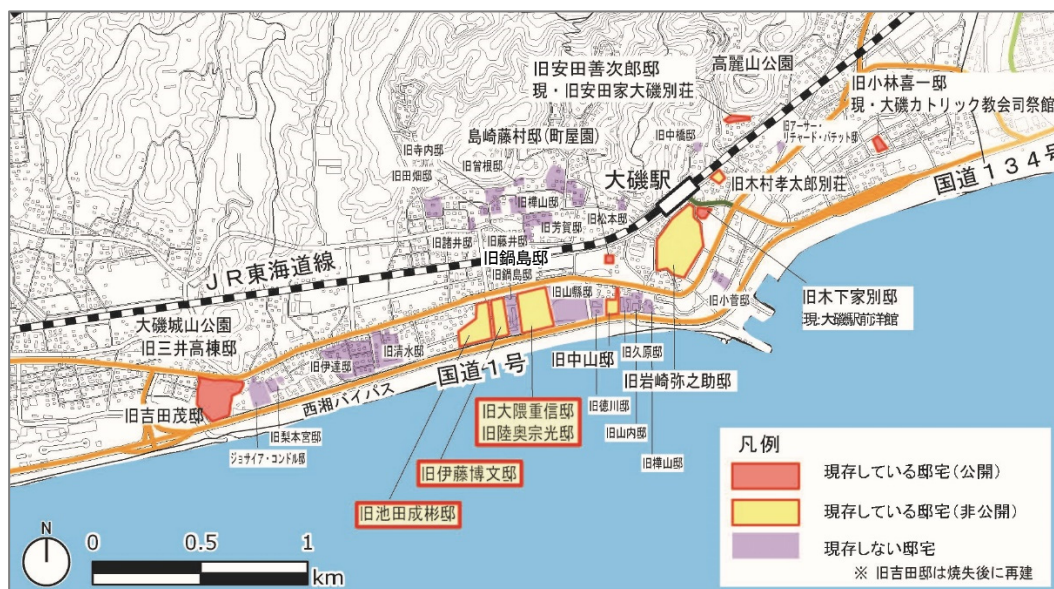 旧安田善次郎邸
現・旧安田家大磯別荘
高麗山公園
旧小林喜一邸
現・大磯カトリック教会司祭館
旧アーサー・
リチャード・パテット邸
旧中橋邸
島崎藤村邸(町屋園)
旧寺内邸
旧曽根邸
旧田畑邸
旧樺山邸
旧芳賀邸
旧松本邸
大磯駅
旧木村孝太郎別荘
国道134号
旧諸井邸
旧藤井邸
旧鍋島邸
旧鍋島邸
旧山縣邸
JR東海道線
旧小菅邸
旧木下家別邸
現:大磯駅前洋館
大磯城山公園
旧三井高棟邸
旧伊達邸
旧清水邸
国道1号
旧中山邸
旧久原邸
旧岩崎弥之助邸
西湘バイパス
旧吉田茂邸
旧梨本宮邸
ジョサイア・コンドル邸
旧大隈重信邸
旧陸奥宗光邸
旧徳川邸
旧山内邸
旧樺山邸
旧伊藤博文邸
旧池田成彬邸
凡例
現存している邸宅(公開)
現存している邸宅(非公開)
現存しない邸宅
※ 旧吉田邸は焼失後に再建
N
0 0.5 1
km